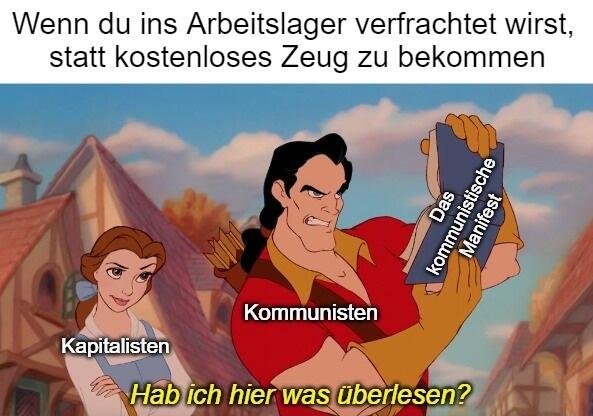 Wenn du ins Arbeitslager verfrachtet wirst,
statt kostenloses Zeug zu bekommen
Das
kommunistische
Manifest
Kommunisten
Kapitalisten
Hab ich hier was überlesen?